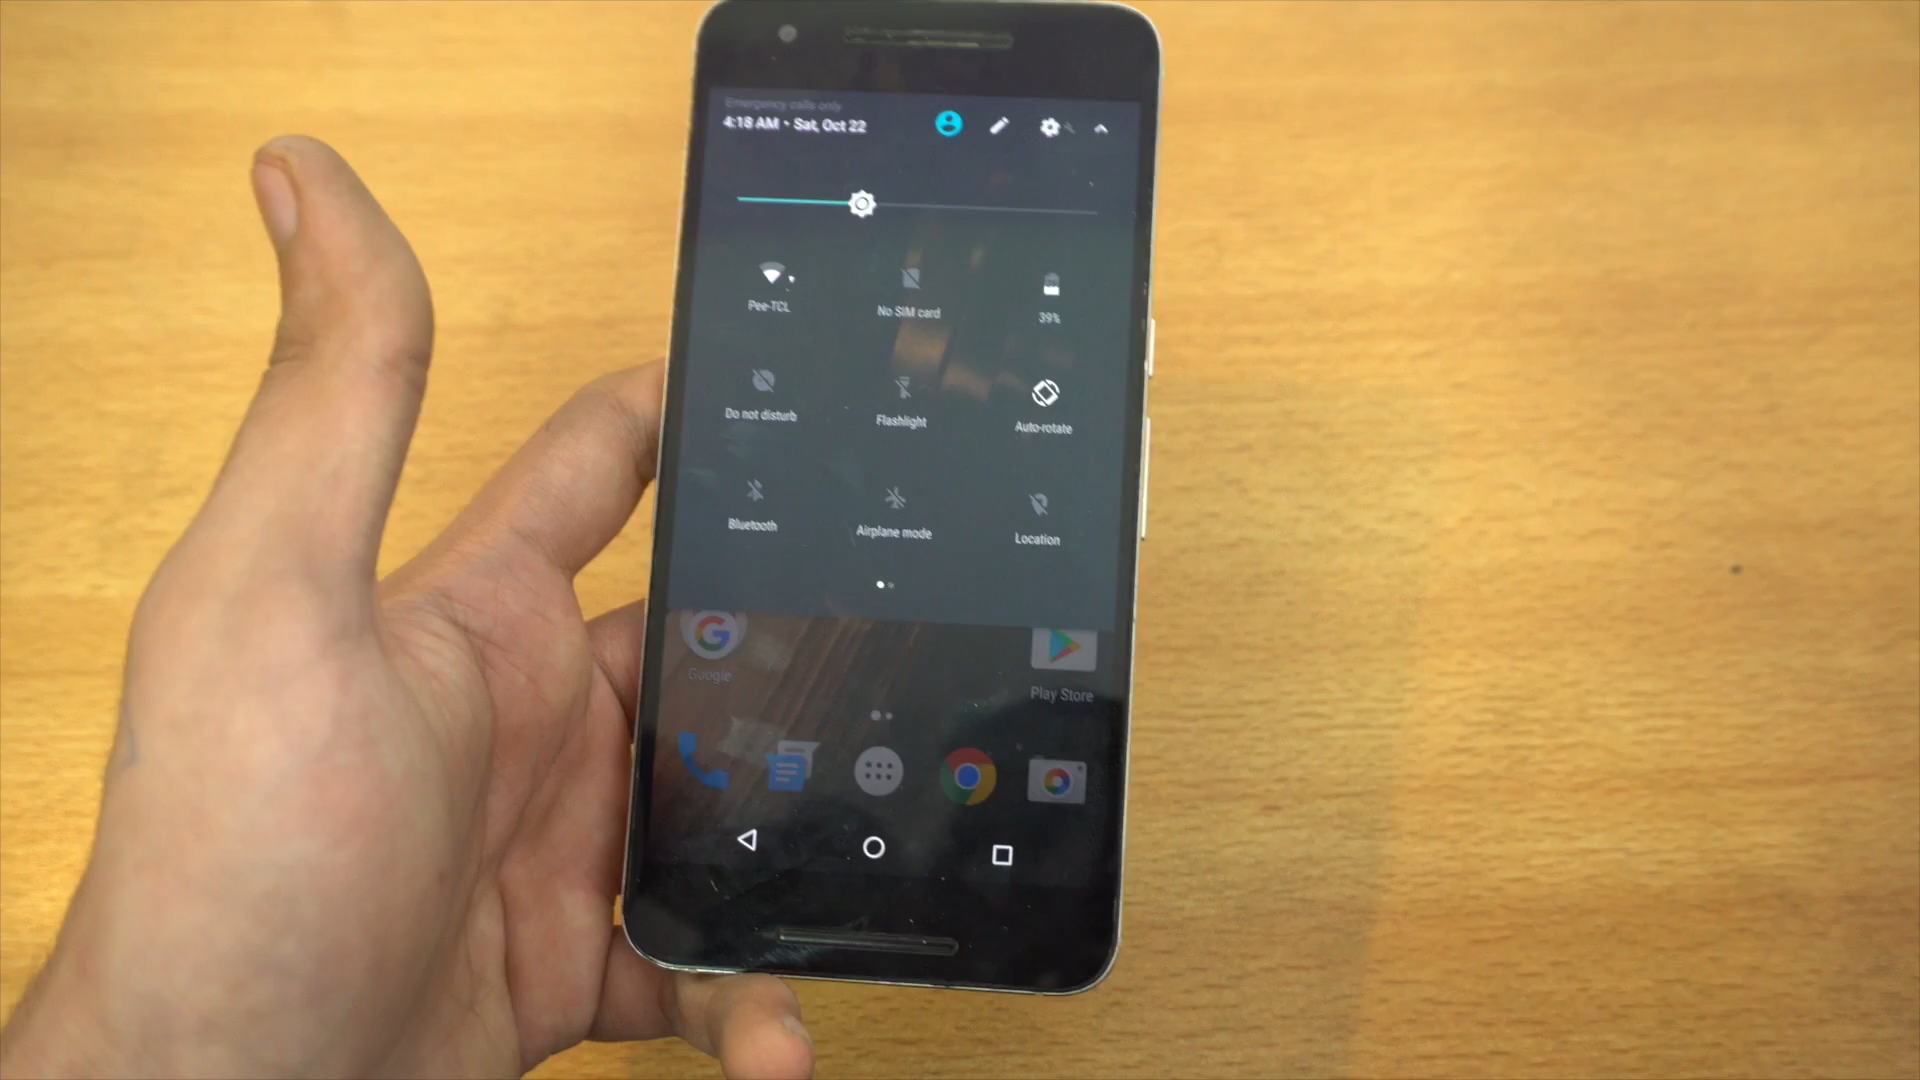 Emergency calls only
4:18 AM • Sat, Oct 22
Pee-TCL
No SIM card
39%
Do not disturb
Flashlight
Auto-rotate
Bluetooth
Airplane mode
Location
Google
Play Store